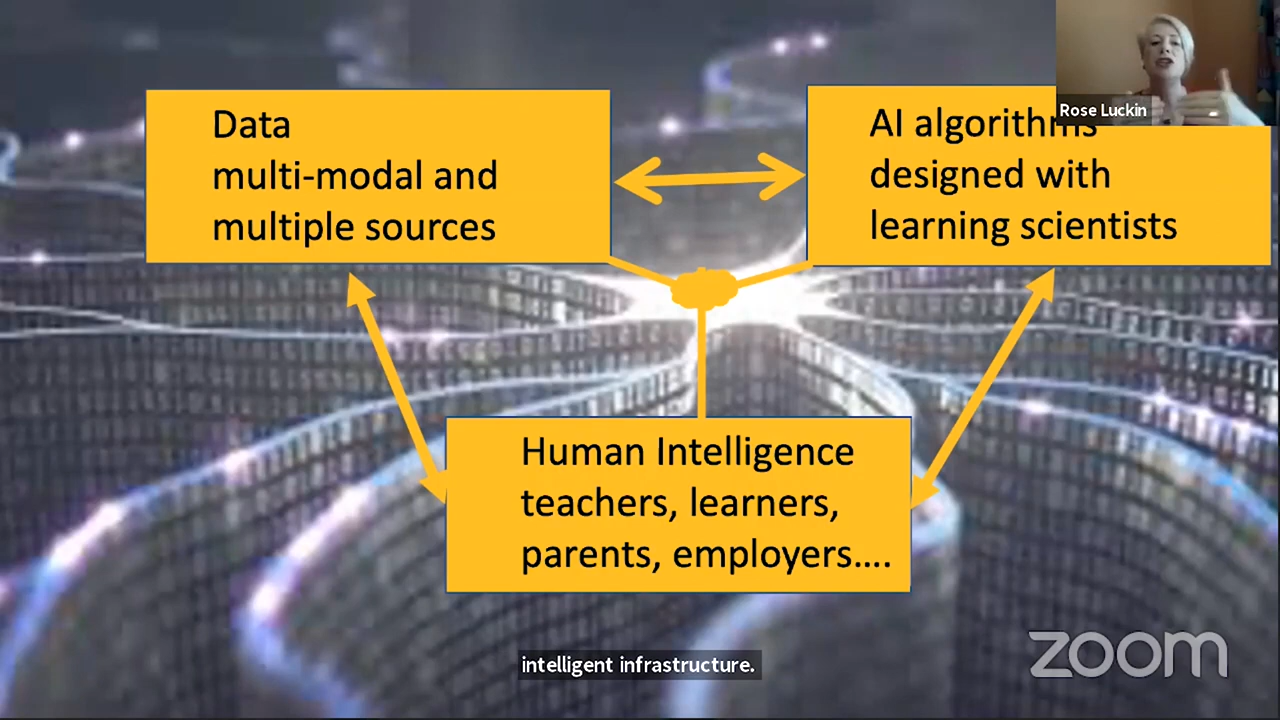 Data
multi-modal and
multiple sources
AI algorithms
designed with
learning scientists
Rose Luckin
Human Intelligence
teachers, learners,
parents, employers....
intelligent infrastructure.
zoom